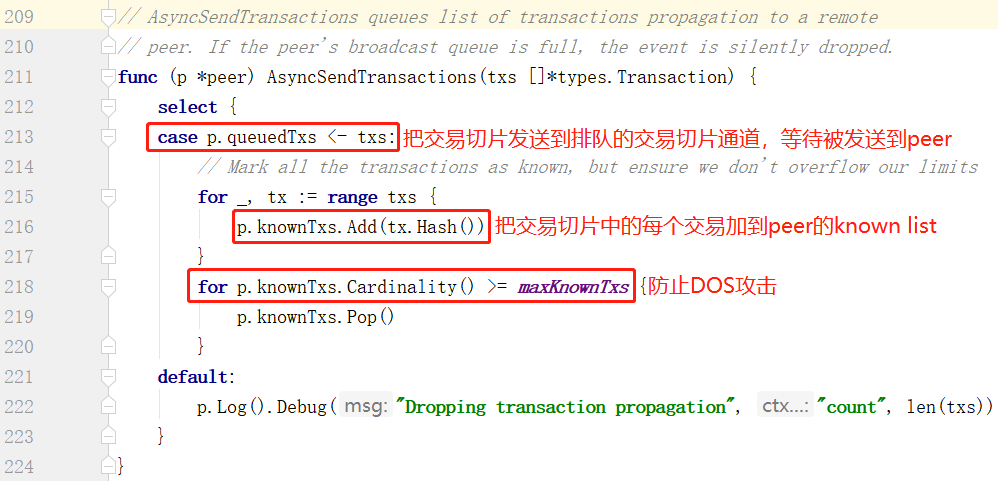 209 // AsyncSendTransactions queues list of transactions propagation to a remote
210 // peer. If the peer's broadcast queue is full, the event is silently dropped.
211 func (p *peer) AsyncSendTransactions(txs []*types.Transaction) {
212 select {
213 case p.queuedTxs <- txs: 把交易切片发送到排队的交易切片通道，等待被发送到peer
214 // Mark all the transactions as known, but ensure we don't overflow our limits
215 for _, tx := range txs {
216 p.knownTxs.Add(tx.Hash()) 把交易切片中的每个交易加到peer的known list
217 }
218 for p.knownTxs.Cardinality() >= maxKnownTxs { 防止DOS攻击
219 p.knownTxs.Pop()
220 }
221 default:
222 p.Log().Debug( msg: "Dropping transaction propagation", ctx...: "count", len(txs))
223 }
224 }